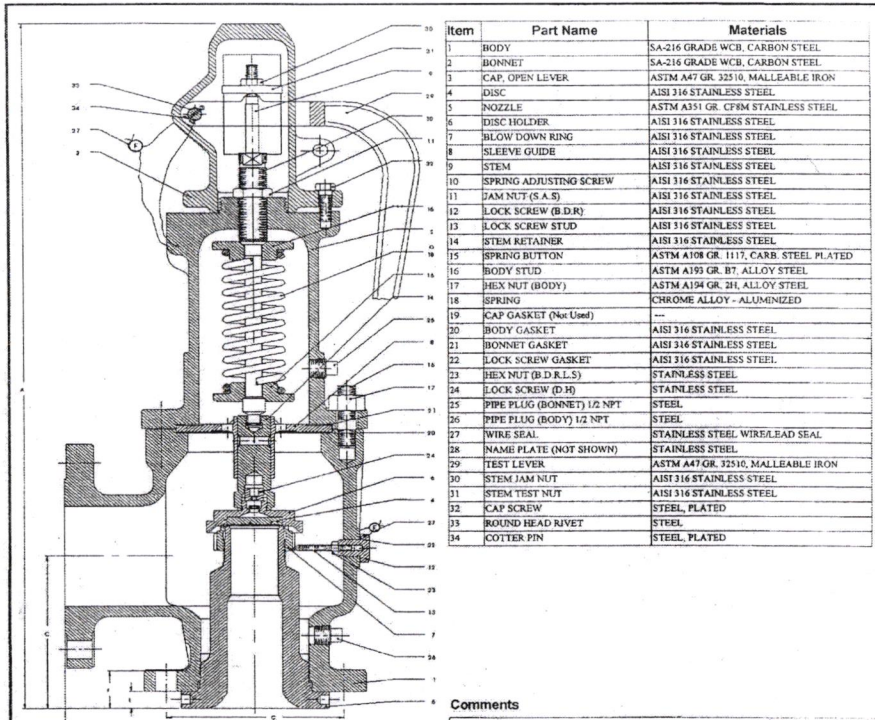 Item Part Name Materials
1 BODY SA-216 GRADE WCB, CARBON STEEL
2 BONNET SA-216 GRADE WCB, CARBON STEEL
3 CAP, OPEN LEVER ASTM A47 GR. 32510, MALLEABLE IRON
4 DISC AISI 316 STAINLESS STEEL
5 NOZZLE ASTM A351 GR. CF8M STAINLESS STEEL
6 DISC HOLDER AISI 316 STAINLESS STEEL
7 BLOW DOWN RING AISI 316 STAINLESS STEEL
8 SLEEVE GUIDE AISI 316 STAINLESS STEEL
9 STEM AISI 316 STAINLESS STEEL
10 SPRING ADJUSTING SCREW AISI 316 STAINLESS STEEL
11 JAM NUT (S.A.S) AISI 316 STAINLESS STEEL
12 LOCK SCREW (B.D.R) AISI 316 STAINLESS STEEL
13 LOCK SCREW STUD AISI 316 STAINLESS STEEL
14 STEM RETAINER AISI 316 STAINLESS STEEL
15 SPRING BUTTON ASTM A108 GR. 1117, CARB. STEEL PLATED
16 BODY STUD ASTM A193 GR. B7, ALLOY STEEL
17 HEX NUT (BODY) ASTM A194 GR. 2H, ALLOY STEEL
18 SPRING CHROME ALLOY - ALUMINIZED
19 CAP GASKET (Not Used) ---
20 BODY GASKET AISI 316 STAINLESS STEEL
21 BONNET GASKET AISI 316 STAINLESS STEEL
22 LOCK SCREW GASKET AISI 316 STAINLESS STEEL
23 HEX NUT (B.D.R.L.S) STAINLESS STEEL
24 LOCK SCREW (D.H) STAINLESS STEEL
25 PIPE PLUG (BONNET) 1/2 NPT STEEL
26 PIPE PLUG (BODY) 1/2 NPT STEEL
27 WIRE SEAL STAINLESS STEEL WIRE/LEAD SEAL
28 NAME PLATE (NOT SHOWN) STAINLESS STEEL
29 TEST LEVER ASTM A47 GR. 32510, MALLEABLE IRON
30 STEM JAM NUT AISI 316 STAINLESS STEEL
31 STEM TEST NUT AISI 316 STAINLESS STEEL
32 CAP SCREW STEEL, PLATED
33 ROUND HEAD RIVET STEEL
34 COTTER PIN STEEL, PLATED
Comments